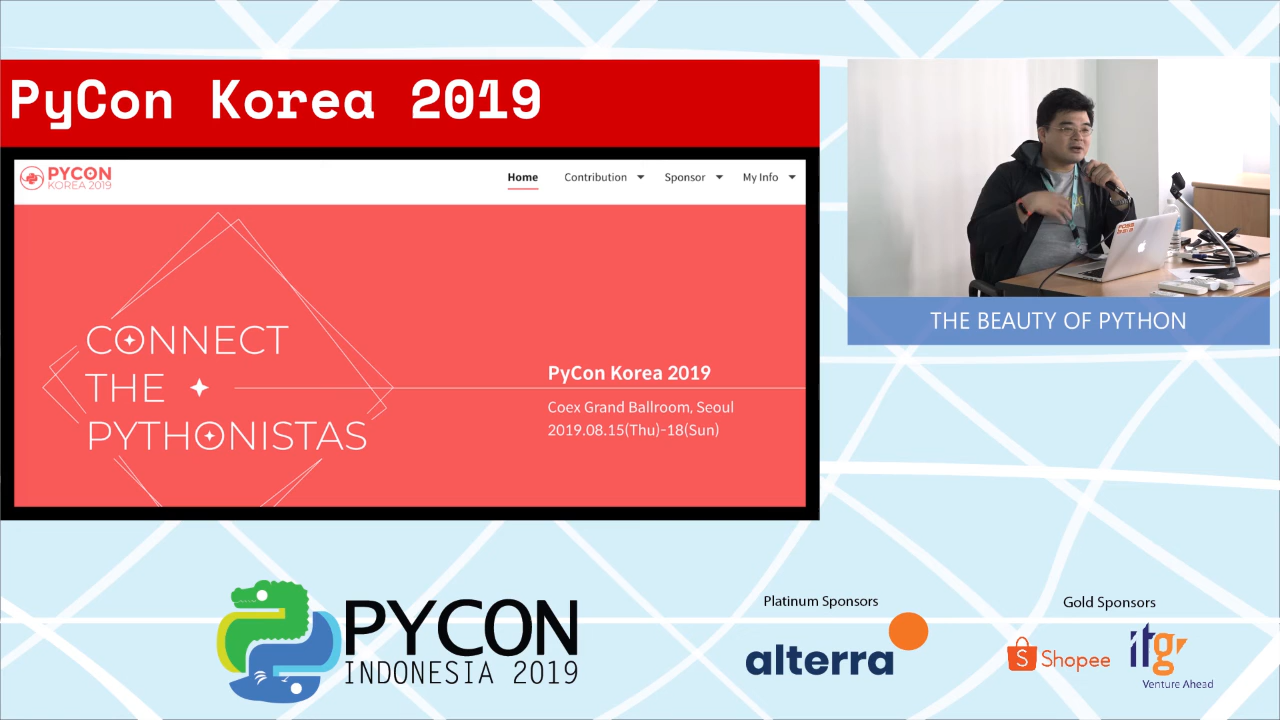 PyCon Korea 2019
PYCON
KOREA 2019
Home
Contribution
Sponsor
My Info
CONNECT
THE
PYTHONISTAS
PyCon Korea 2019
Coex Grand Ballroom, Seoul
2019.08.15(Thu)-18(Sun)
THE BEAUTY OF PYTHON
PYCON
INDONESIA 2019
Platinum Sponsors
alterra
Gold Sponsors
S Shopee
itgr
Venture Ahead